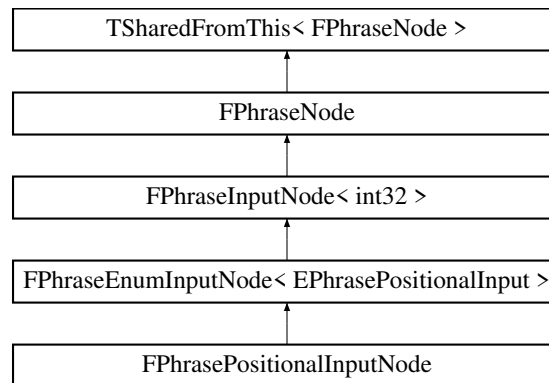 TSharedFromThis< FPhraseNode >
FPhraseNode
FPhraseInputNode< int32 >
FPhraseEnumInputNode< EPhrasePositionalInput >
FPhrasePositionalInputNode